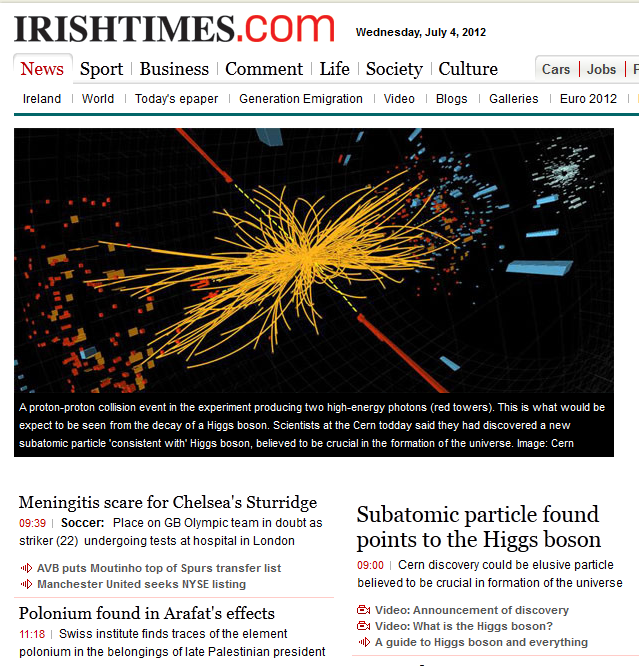 IRISHTIMES.com
Wednesday, July 4, 2012
News Sport Business Comment Life Society Culture
Cars Jobs
Ireland World Today's epaper Generation Emigration Video Blogs Galleries Euro 2012
A proton-proton collision event in the experiment producing two high-energy photons (red towers). This is what would be
expect to be seen from the decay of a Higgs boson. Scientists at the Cern todday said they had discovered a new
subatomic particle 'consistent with' Higgs boson, believed to be crucial in the formation of the universe. Image: Cern
Meningitis scare for Chelsea's Sturridge
09:39 | Soccer: Place on GB Olympic team in doubt as
striker (22) undergoing tests at hospital in London
AVB puts Moutinho top of Spurs transfer list
Manchester United seeks NYSE listing
Polonium found in Arafat's effects
11:18 | Swiss institute finds traces of the element
polonium in the belongings of late Palestinian president
Subatomic particle found
points to the Higgs boson
09:00 | Cern discovery could be elusive particle
believed to be crucial in formation of the universe
Video: Announcement of discovery
Video: What is the Higgs boson?
A guide to Higgs boson and everything